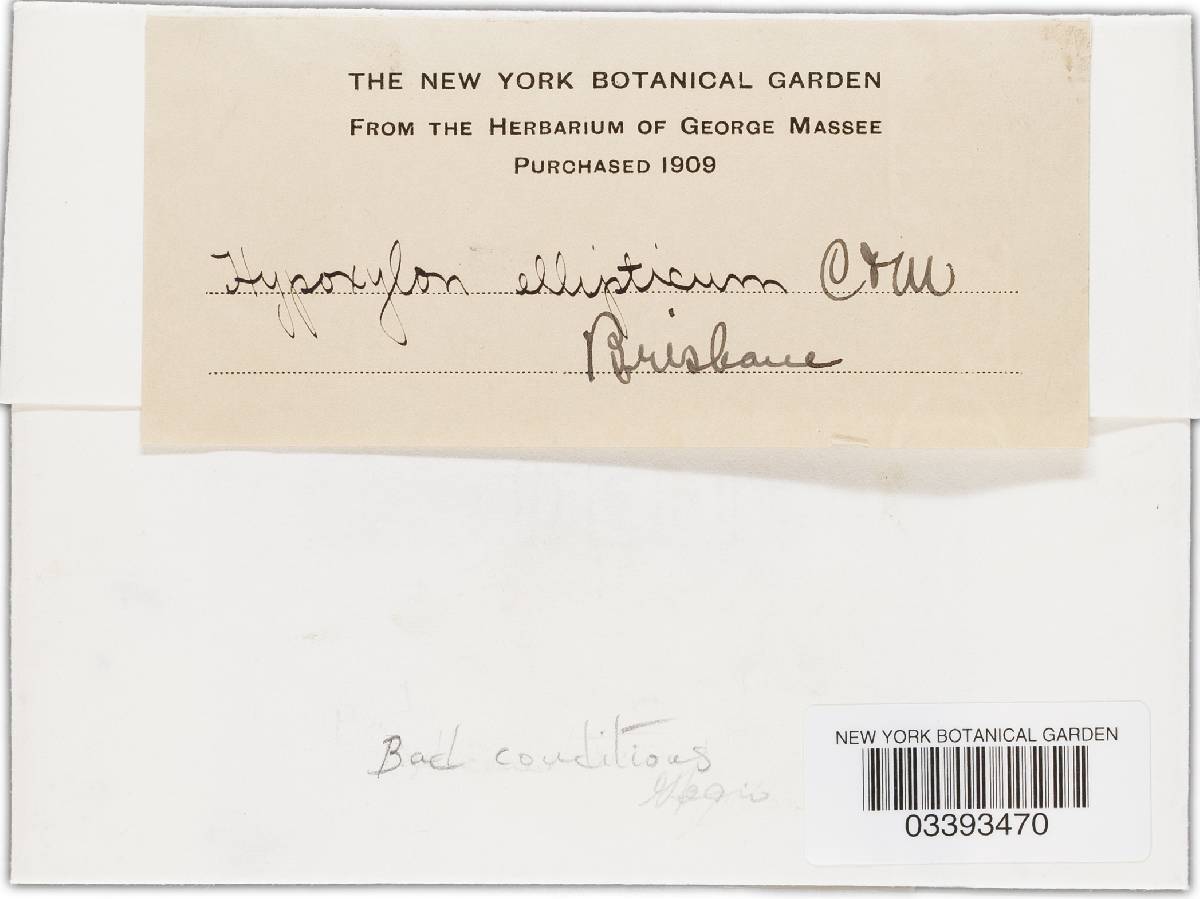 THE NEW YORK BOTANICAL GARDEN
FROM THE HERBARIUM OF GEORGE MASSEE
PURCHASED 1909
Hypoxylon ellipticum C & M
Brisbane
Bad conditions
NEW YORK BOTANICAL GARDEN
03393470